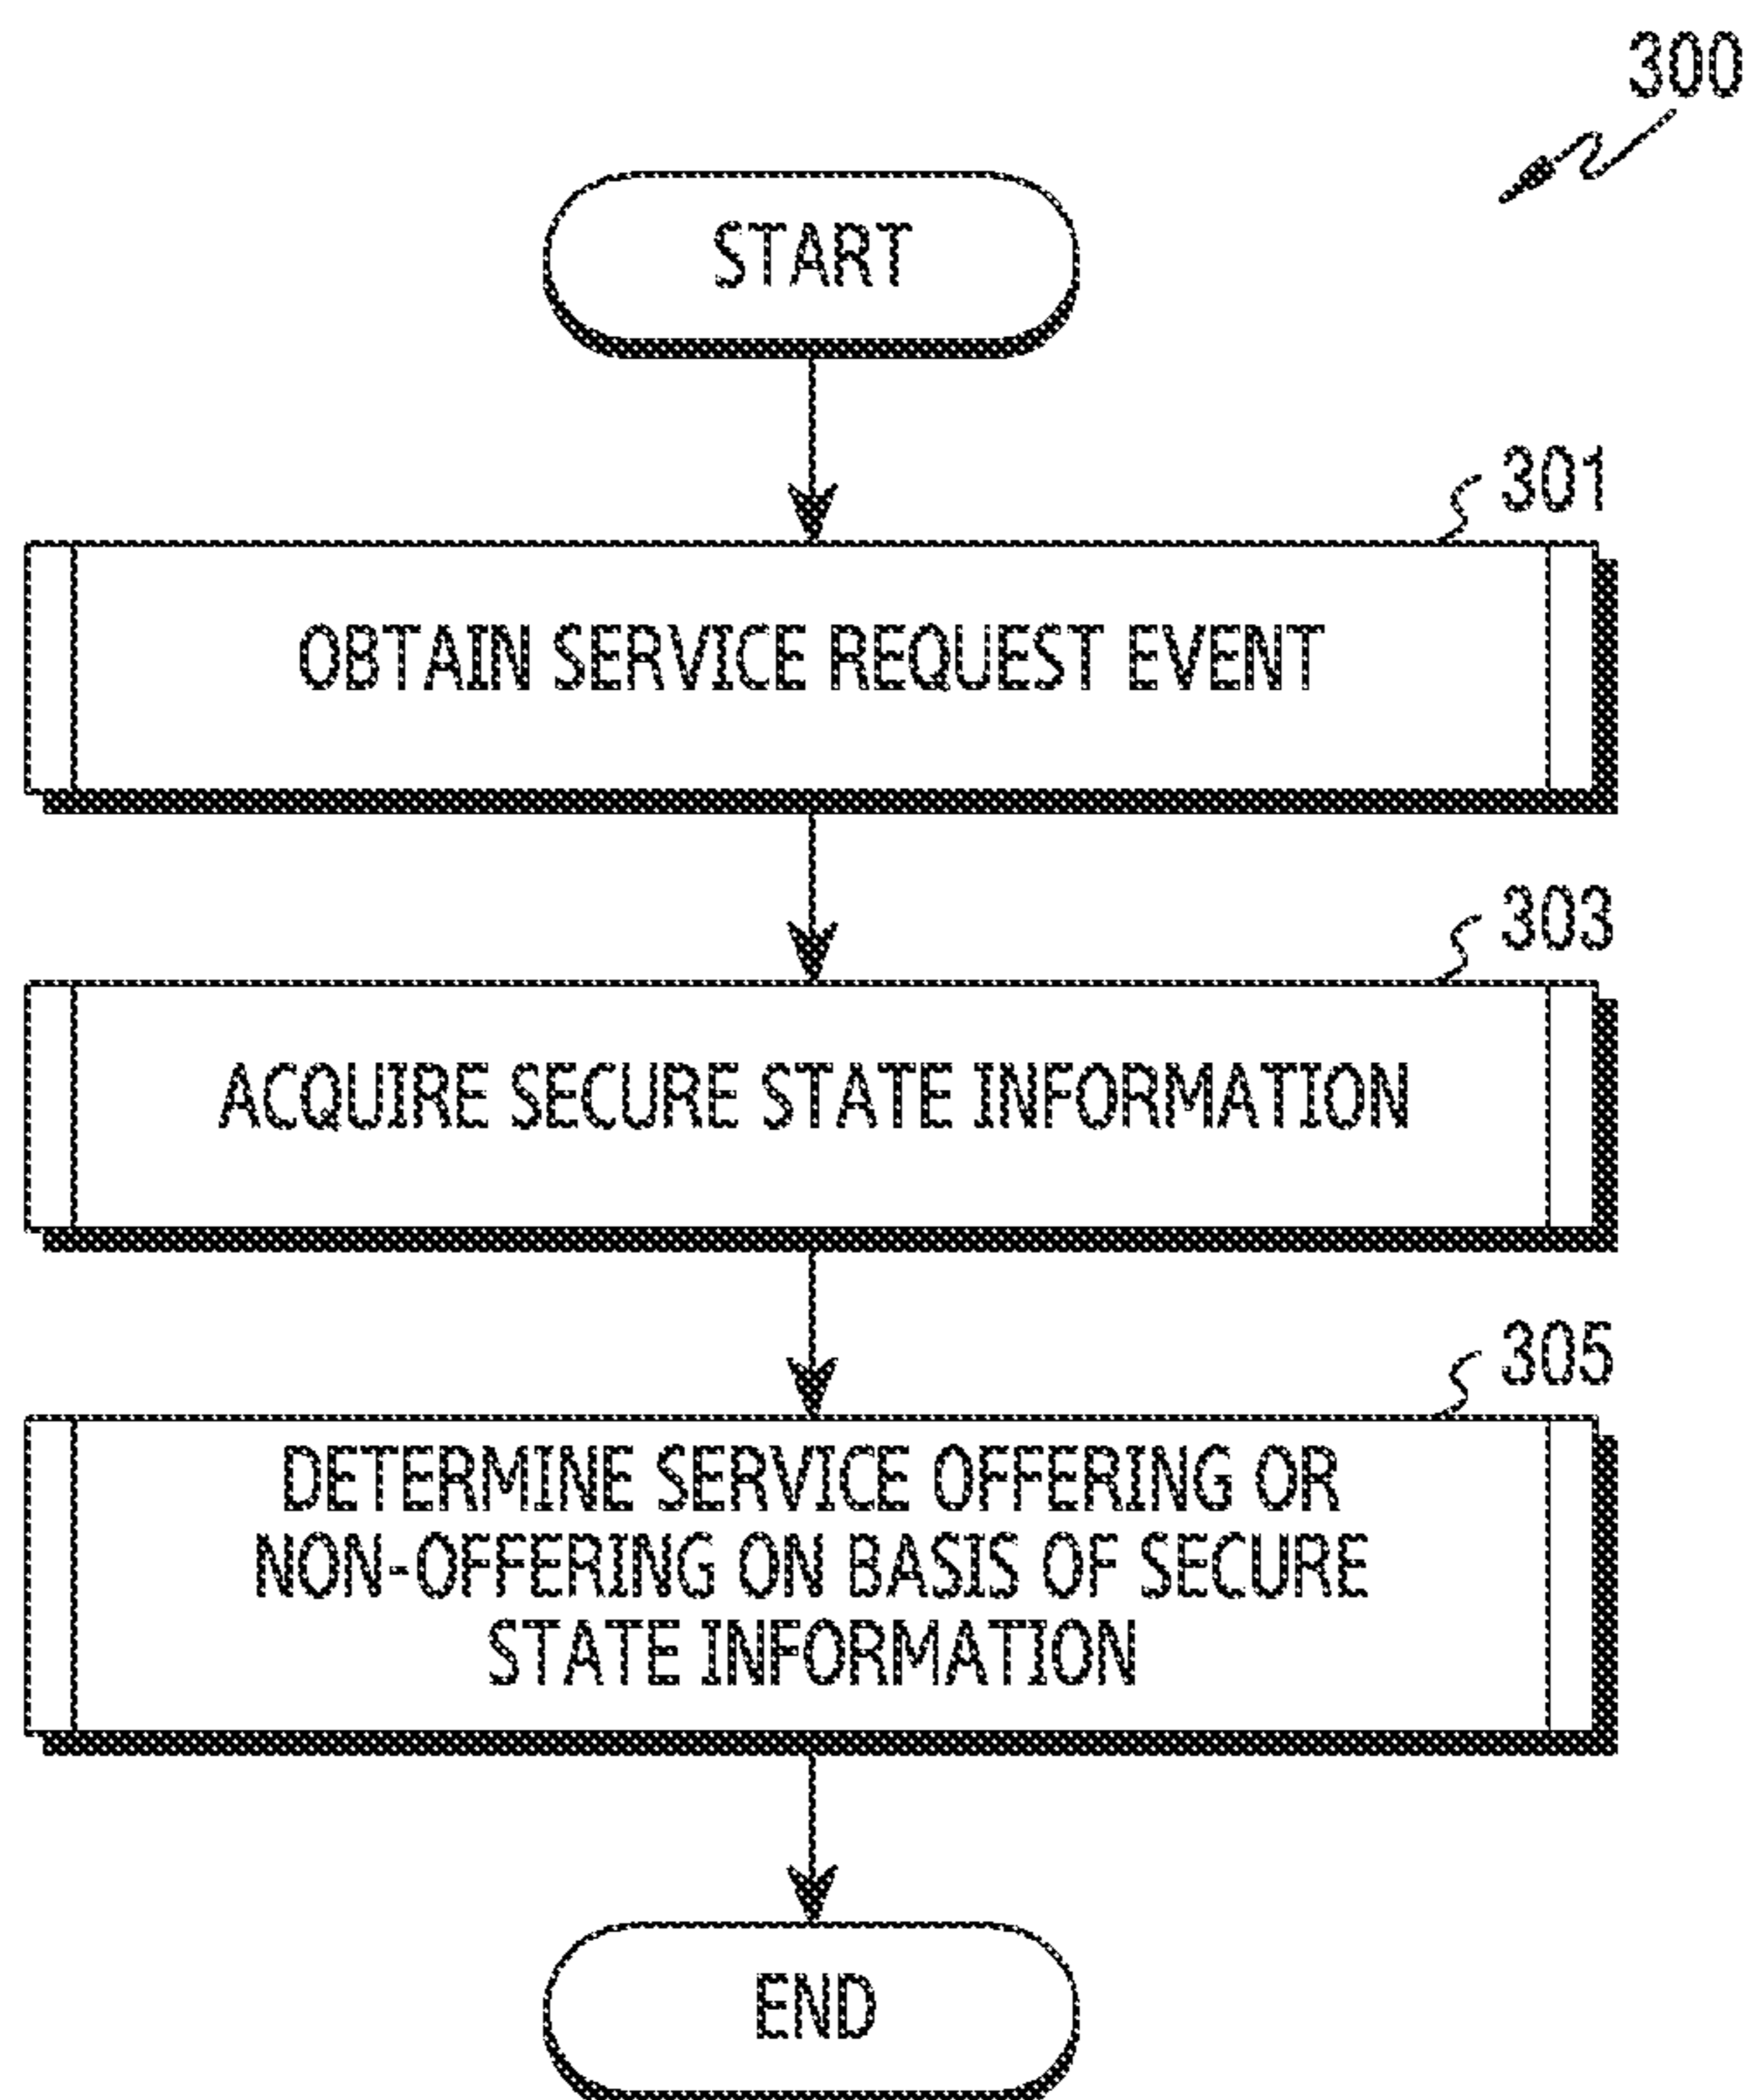 300
START
301
OBTAIN SERVICE REQUEST EVENT
303
ACQUIRE SECURE STATE INFORMATION
305
DETERMINE SERVICE OFFERING OR
NON-OFFERING ON BASIS OF SECURE
STATE INFORMATION
END